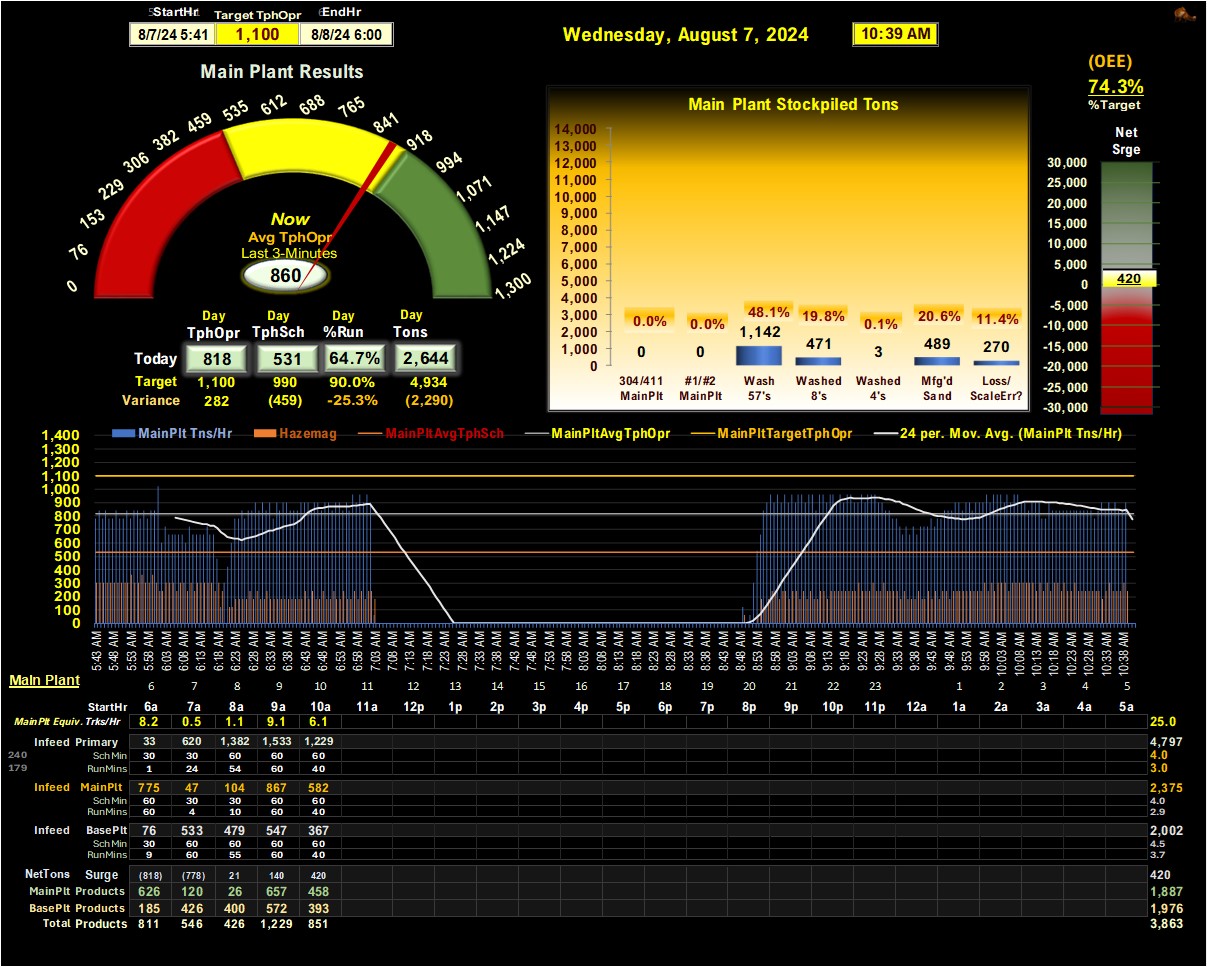 StartHr Target TphOpr EndHr
8/7/24 5:41 1,100 8/8/24 6:00
Wednesday, August 7, 2024 10:39 AM
(OEE)
74.3%
%Target
Main Plant Results
0 76 153 229 306 382 459 535 612 688 765 841 918 994 1,071 1,147 1,224 1,300
Now
Avg TphOpr
Last 3-Minutes
860
Day Day Day Day
TphOpr TphSch %Run Tons
Today 818 531 64.7% 2,644
Target 1,100 990 90.0% 4,934
Variance 282 (459) -25.3% (2,290)
Main Plant Stockpiled Tons
14,000
13,000
12,000
11,000
10,000
9,000
8,000
7,000
6,000
5,000
4,000
3,000
2,000
1,000
0
0.0% 0.0% 48.1% 19.8% 0.1% 20.6% 11.4%
0 0 1,142 471 3 489 270
304/411 #1/#2 Wash Washed Washed Mfg'd Loss/
MainPlt MainPlt 57's 8's 4's Sand ScaleErr?
Net
Srge
30,000
25,000
20,000
15,000
10,000
5,000
0
-5,000
-10,000
-15,000
-20,000
-25,000
-30,000
420
MainPlt Tns/Hr Hazemag MainPltAvgTphSch MainPltAvgTphOpr MainPltTargetTphOpr 24 per. Mov. Avg. (MainPlt Tns/Hr)
1,400
1,300
1,200
1,100
1,000
900
800
700
600
500
400
300
200
100
0
5:43 AM 5:48 AM 5:53 AM 5:58 AM 6:03 AM 6:08 AM 6:13 AM 6:18 AM 6:23 AM 6:28 AM 6:33 AM 6:38 AM 6:43 AM 6:48 AM 6:53 AM 6:58 AM 7:03 AM 7:08 AM 7:13 AM 7:18 AM 7:23 AM 7:28 AM 7:33 AM 7:38 AM 7:43 AM 7:48 AM 7:53 AM 7:58 AM 8:03 AM 8:08 AM 8:13 AM 8:18 AM 8:23 AM 8:28 AM 8:33 AM 8:38 AM 8:43 AM 8:48 AM 8:53 AM 8:58 AM 9:03 AM 9:08 AM 9:13 AM 9:18 AM 9:23 AM 9:28 AM 9:33 AM 9:38 AM 9:43 AM 9:48 AM 9:53 AM 9:58 AM 10:03 AM 10:08 AM 10:13 AM 10:18 AM 10:23 AM 10:28 AM 10:33 AM 10:38 AM
Main Plant
6 7 8 9 10 11 12 13 14 15 16 17 18 19 20 21 22 23 1 2 3 4 5
StartHr 6a 7a 8a 9a 10a 11a 12p 1p 2p 3p 4p 5p 6p 7p 8p 9p 10p 11p 12a 1a 2a 3a 4a 5a
MainPlt Equiv. Trks/Hr 8.2 0.5 1.1 9.1 6.1 25.0
Infeed Primary 33 620 1,382 1,533 1,229 4,797
240 Sch Min 30 30 60 60 60 4.0
179 RunMins 1 24 54 60 40 3.0
Infeed MainPlt 775 47 104 867 582 2,375
Sch Min 60 30 30 60 60 4.0
RunMins 60 4 10 60 40 2.9
Infeed BasePlt 76 533 479 547 367 2,002
Sch Min 30 60 60 60 60 4.5
RunMins 9 60 55 60 40 3.7
NetTons Surge (818) (778) 21 140 420 420
MainPlt Products 626 120 26 657 458 1,887
BasePlt Products 185 426 400 572 393 1,976
Total Products 811 546 426 1,229 851 3,863